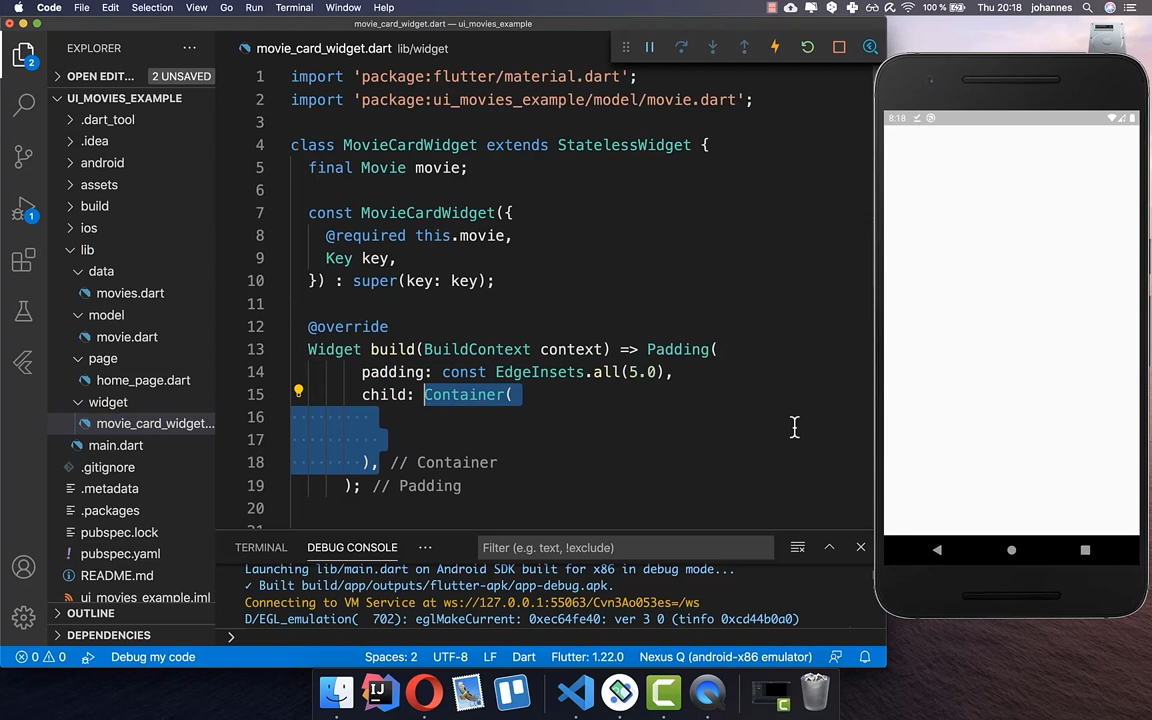 Code File Edit Selection View Go Run Terminal Window Help 100 % Thu 20:18 johannes
movie_card_widget.dart — ui_movies_example
EXPLORER
OPEN EDIT... 2 UNSAVED
UI_MOVIES_EXAMPLE
.dart_tool
.idea
android
assets
build
ios
lib
data
movies.dart
model
movie.dart
page
home_page.dart
widget
movie_card_widget...
main.dart
.gitignore
.metadata
.packages
pubspec.lock
pubspec.yaml
README.md
ui_movies_example.iml
OUTLINE
DEPENDENCIES
2
1
movie_card_widget.dart lib/widget
1 import 'package:flutter/material.dart';
2 import 'package:ui_movies_example/model/movie.dart';
3
4 class MovieCardWidget extends StatelessWidget {
5 final Movie movie;
6
7 const MovieCardWidget({
8 @required this.movie,
9 Key key,
10 }) : super(key: key);
11
12 @override
13 Widget build(BuildContext context) => Padding(
14 padding: const EdgeInsets.all(5.0),
15 child: Container(
16
17
18 ), // Container
19 ); // Padding
20
21
TERMINAL DEBUG CONSOLE ... Filter (e.g. text, !exclude)
Launching lib/main.dart on Android SDK built for x86 in debug mode...
✓ Built build/app/outputs/flutter-apk/app-debug.apk.
Connecting to VM Service at ws://127.0.0.1:55063/Cvn3Ao053es=/ws
D/EGL_emulation( 702): eglMakeCurrent: 0xec64fe40: ver 3 0 (tinfo 0xcd44b0a0)
>
0 0 Debug my code Spaces: 2 UTF-8 LF Dart Flutter: 1.22.0 Nexus Q (android-x86 emulator)
8:18
IJ